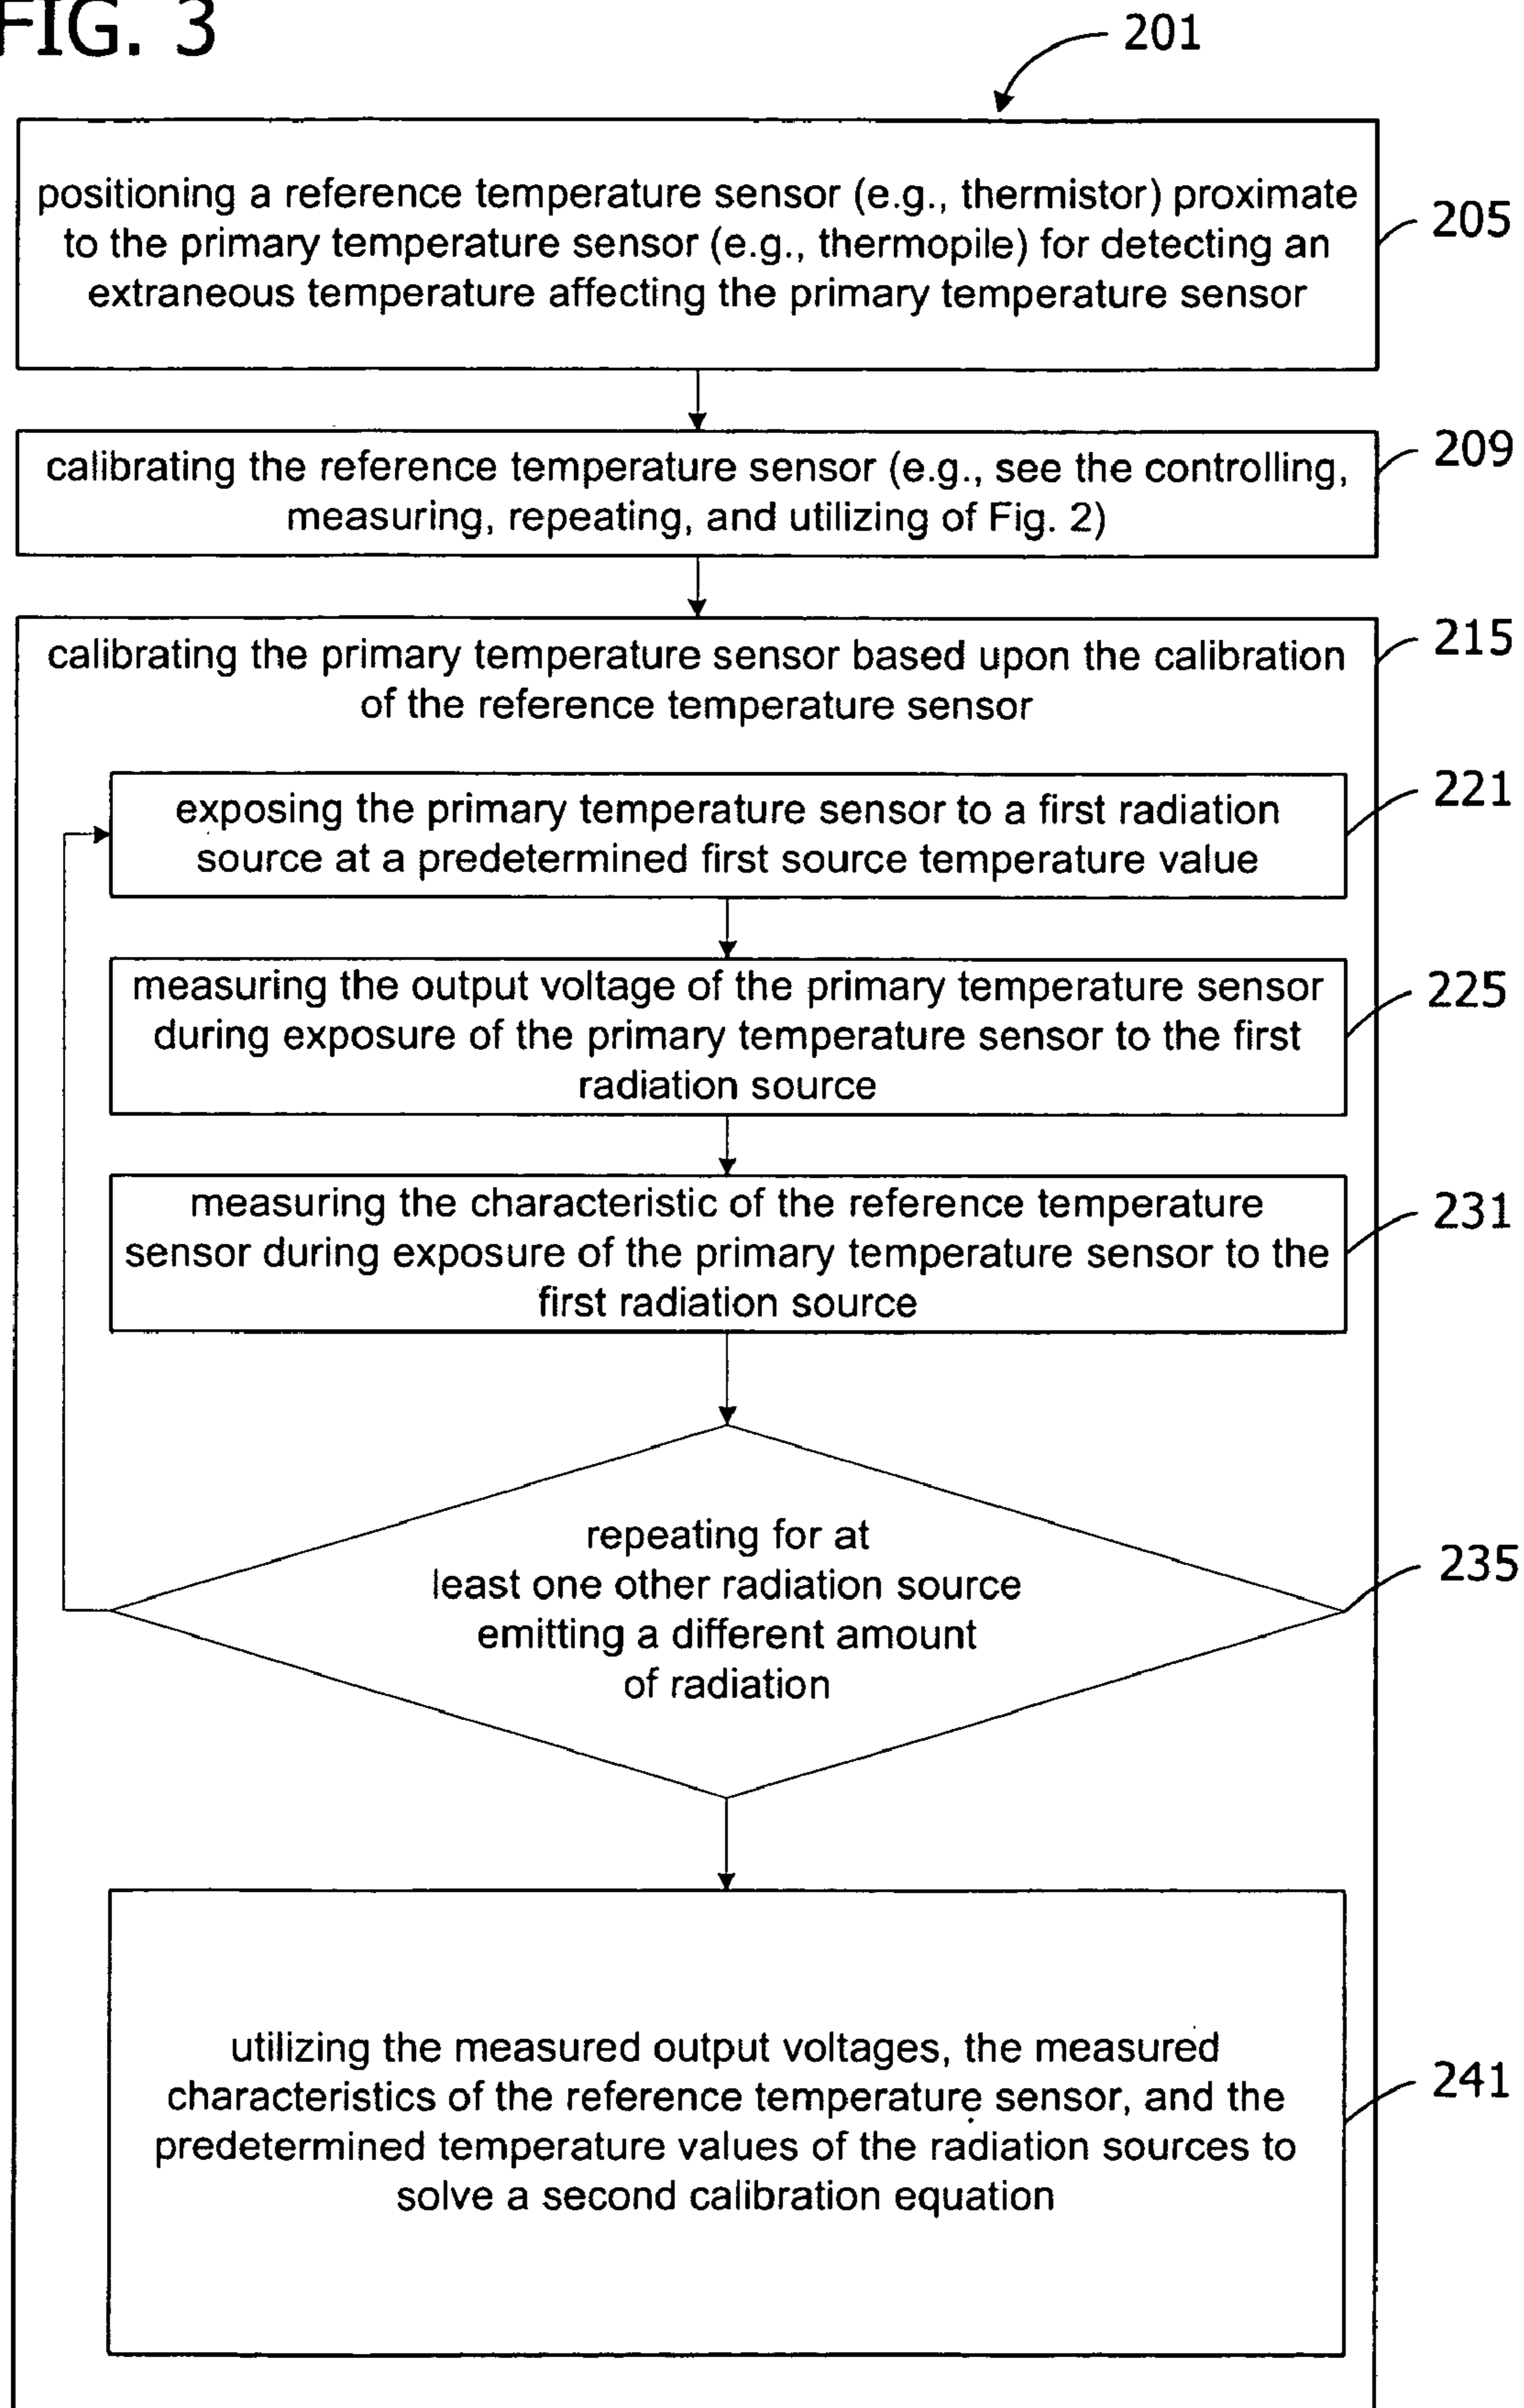 FIG. 3
201
positioning a reference temperature sensor (e.g., thermistor) proximate
to the primary temperature sensor (e.g., thermopile) for detecting an
extraneous temperature affecting the primary temperature sensor
205
calibrating the reference temperature sensor (e.g., see the controlling,
measuring, repeating, and utilizing of Fig. 2)
209
calibrating the primary temperature sensor based upon the calibration
of the reference temperature sensor
215
exposing the primary temperature sensor to a first radiation
source at a predetermined first source temperature value
221
measuring the output voltage of the primary temperature sensor
during exposure of the primary temperature sensor to the first
radiation source
225
measuring the characteristic of the reference temperature
sensor during exposure of the primary temperature sensor to the
first radiation source
231
repeating for at
least one other radiation source
emitting a different amount
of radiation
235
utilizing the measured output voltages, the measured
characteristics of the reference temperature sensor, and the
predetermined temperature values of the radiation sources to
solve a second calibration equation
241